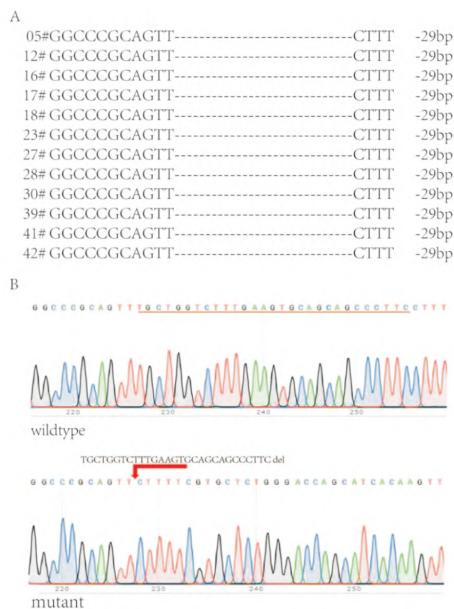 A
05#GGCCCGCAGTT-----------------------------CTTT -29bp
12#GGCCCGCAGTT-----------------------------CTTT -29bp
16#GGCCCGCAGTT-----------------------------CTTT -29bp
17#GGCCCGCAGTT-----------------------------CTTT -29bp
18#GGCCCGCAGTT-----------------------------CTTT -29bp
23#GGCCCGCAGTT-----------------------------CTTT -29bp
27#GGCCCGCAGTT-----------------------------CTTT -29bp
28#GGCCCGCAGTT-----------------------------CTTT -29bp
30#GGCCCGCAGTT-----------------------------CTTT -29bp
39#GGCCCGCAGTT-----------------------------CTTT -29bp
41#GGCCCGCAGTT-----------------------------CTTT -29bp
42#GGCCCGCAGTT-----------------------------CTTT -29bp
B
G G C C C G C A G T T T G C T G G T C T T T G A A G T G C A G C A G C C C T T C C T T T
220 230 240 250
wildtype
TGCTGGTCTTTGAAGTGCAGCAGCCCTTC del
G G C C C G C A G T T C T T T T C G T G C T C T G G G A C C A G C A T C A C A A G T T
220 230 240 250
mutant